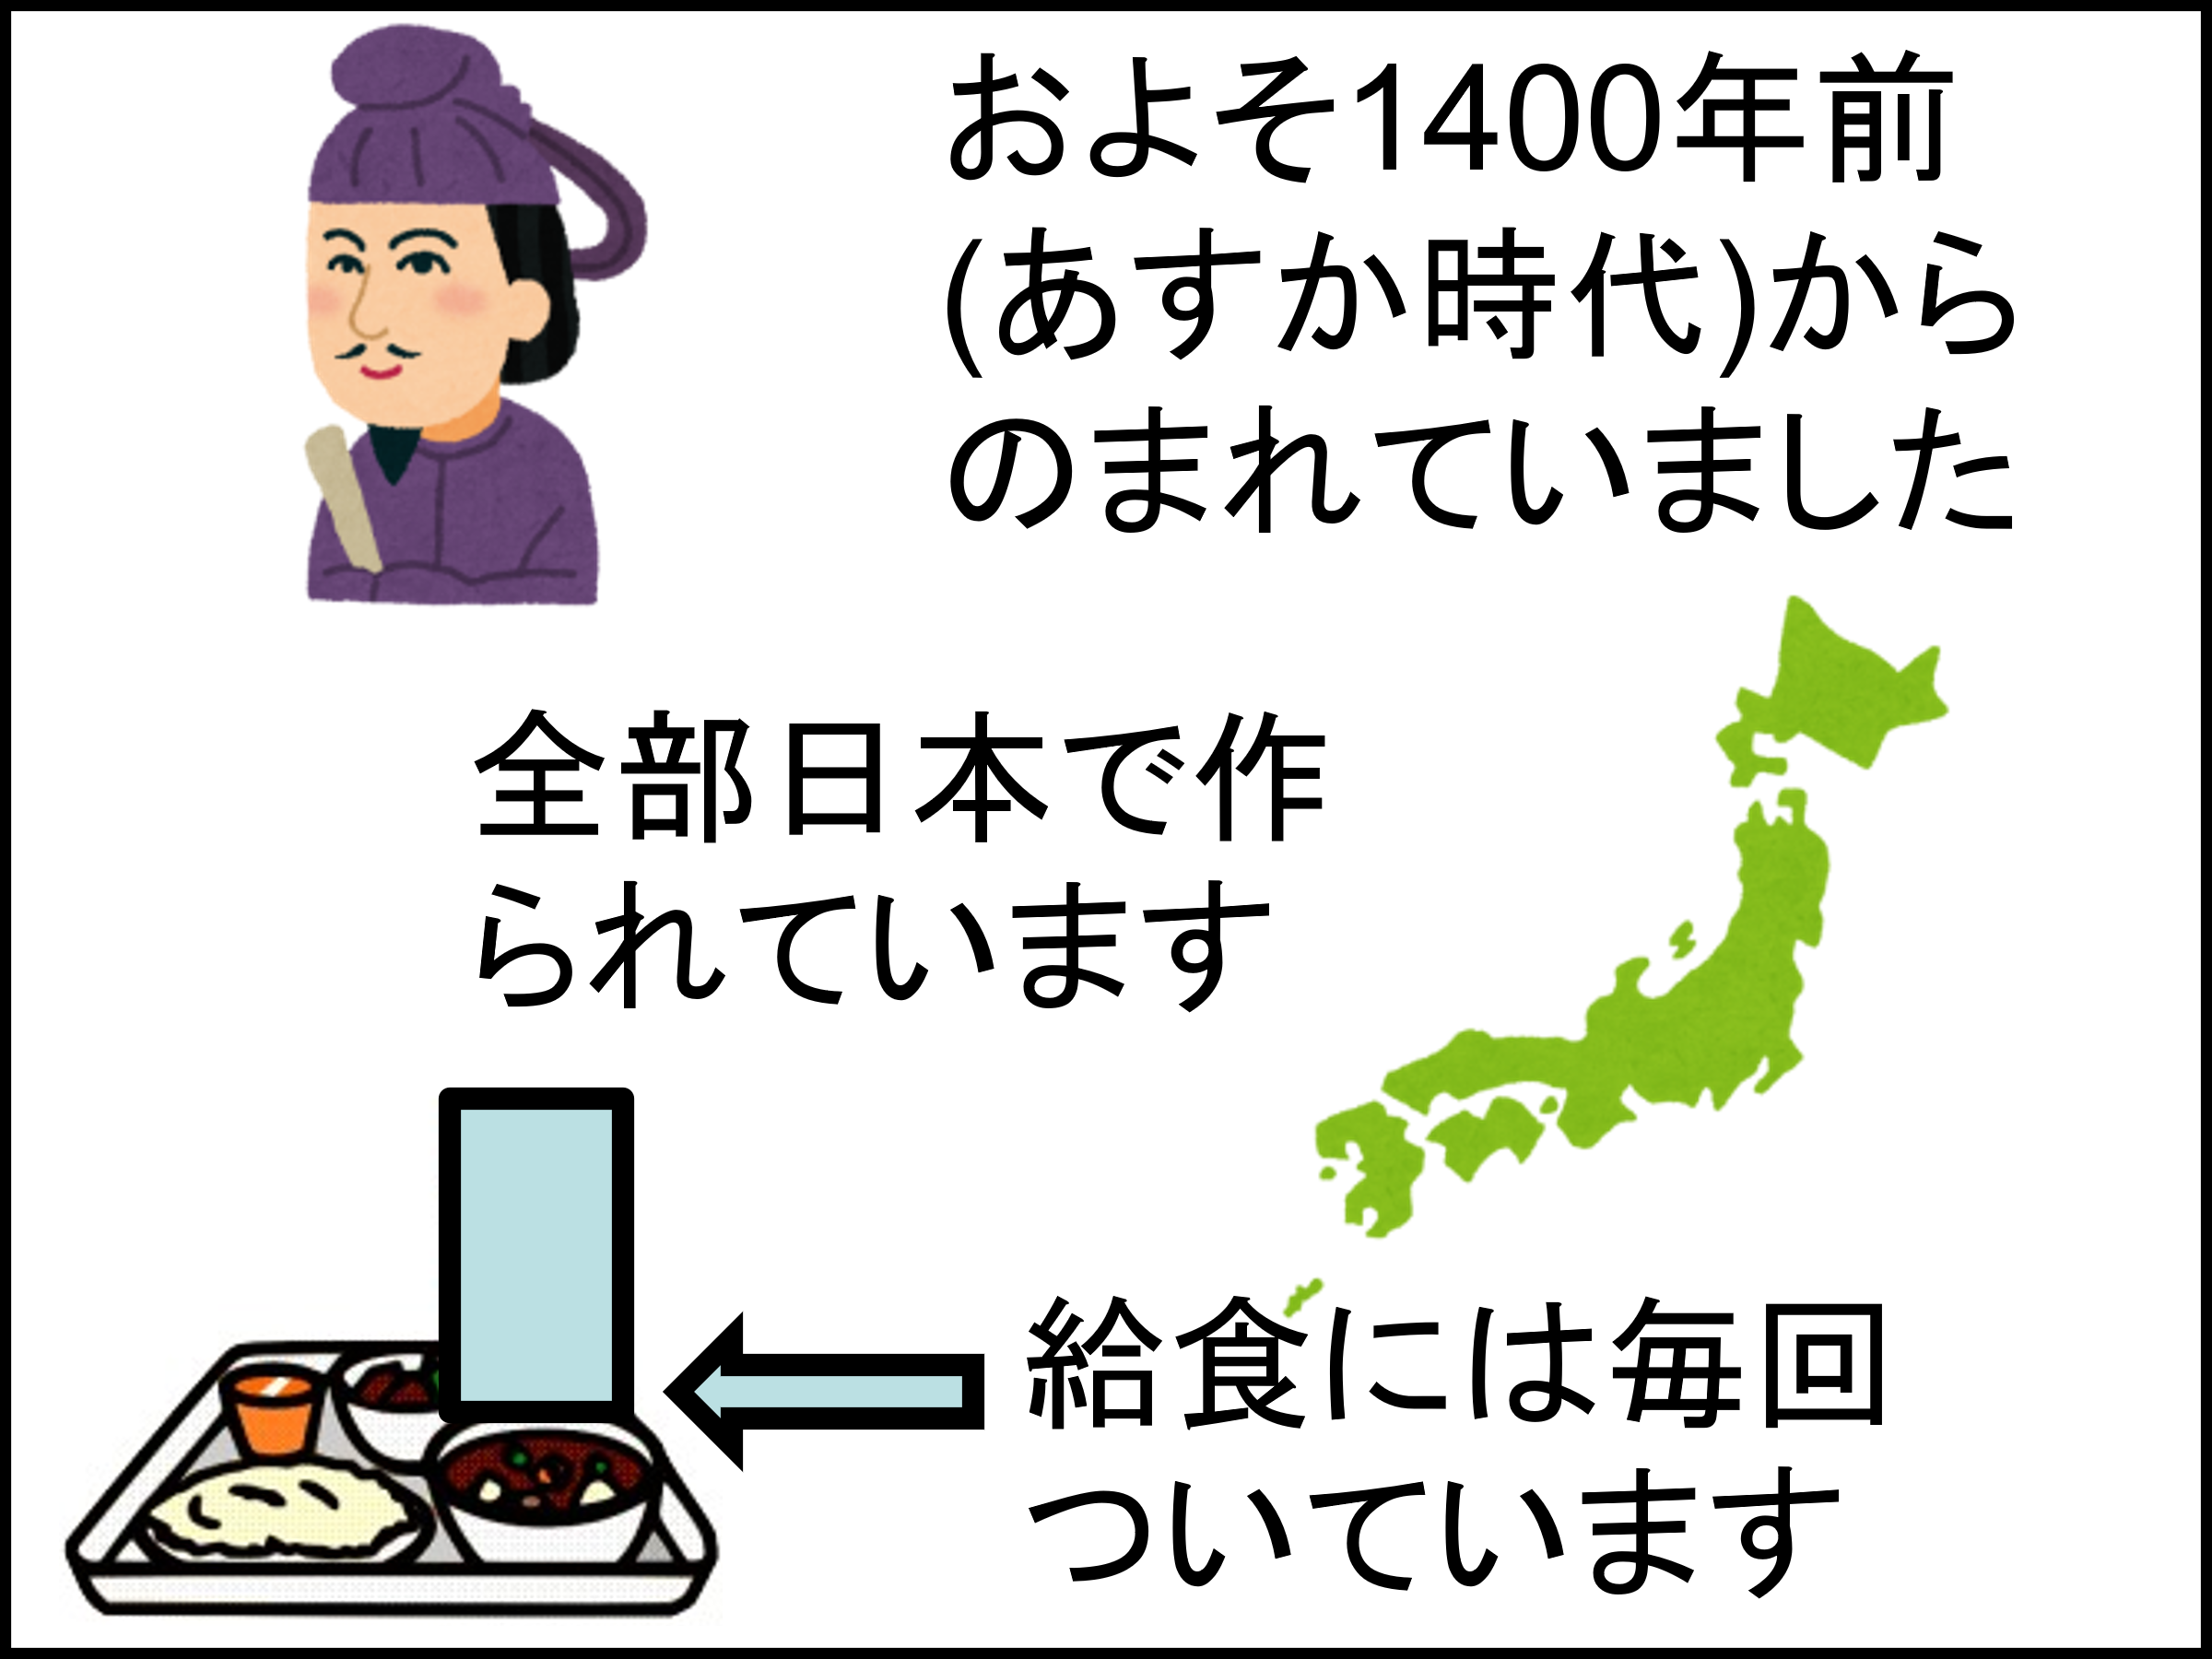 およそ1400年前
(あすか時代)から
のまれていました
全部日本で作
られています
給食には毎回
ついています